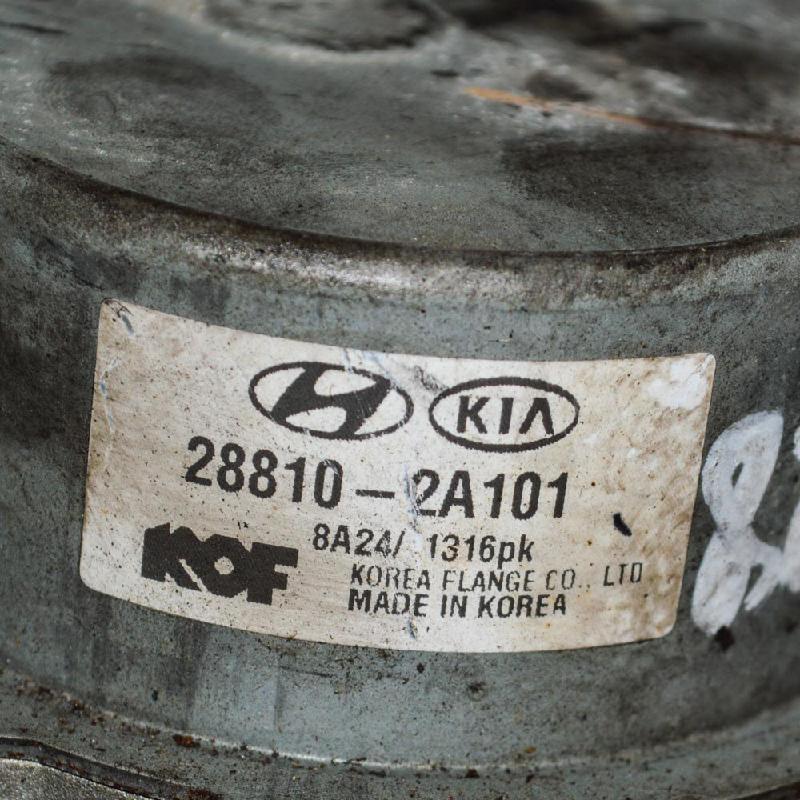 KIA
28810-2A101
8A24/ 1316pk
KOF
KOREA FLANGE CO., LTD
MADE IN KOREA